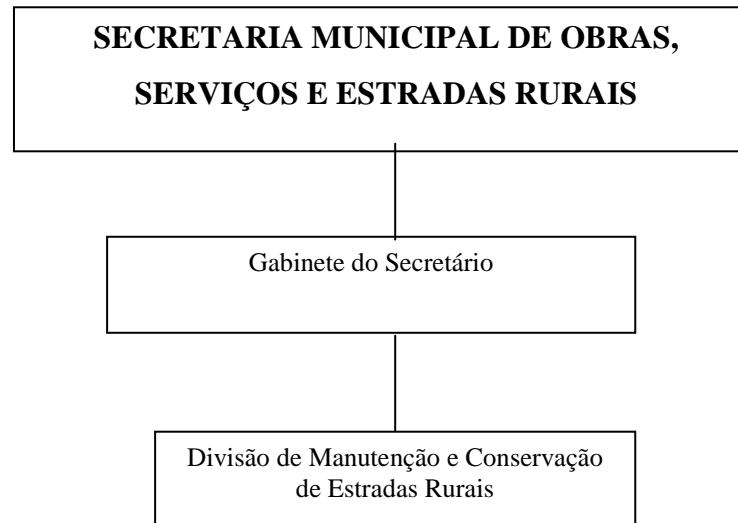 SECRETARIA MUNICIPAL DE OBRAS,
SERVIÇOS E ESTRADAS RURAIS
Gabinete do Secretário
Divisão de Manutenção e Conservação
de Estradas Rurais